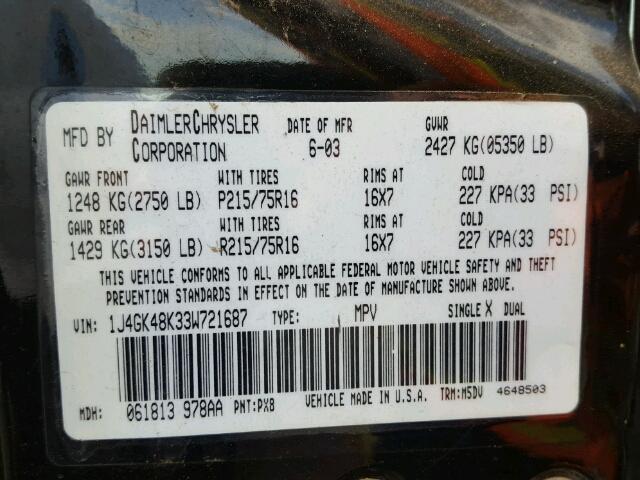 MFD BY DAIMLERCHRYSLER CORPORATION DATE OF MFR 6-03 GVWR 2427 KG(05350 LB)
GAWR FRONT WITH TIRES RIMS AT COLD
1248 KG(2750 LB) P215/75R16 16X7 227 KPA(33 PSI)
GAWR REAR WITH TIRES RIMS AT COLD
1429 KG(3150 LB) R215/75R16 16X7 227 KPA(33 PSI)
THIS VEHICLE CONFORMS TO ALL APPLICABLE FEDERAL MOTOR VEHICLE SAFETY AND THEFT
PREVENTION STANDARDS IN EFFECT ON THE DATE OF MANUFACTURE SHOWN ABOVE.
VIN: 1J4GK48K33W721687 TYPE: MPV SINGLE X DUAL
MDH: 061813 978AA PNT:PX8 VEHICLE MADE IN U.S.A. TRM:M5DV 4648503